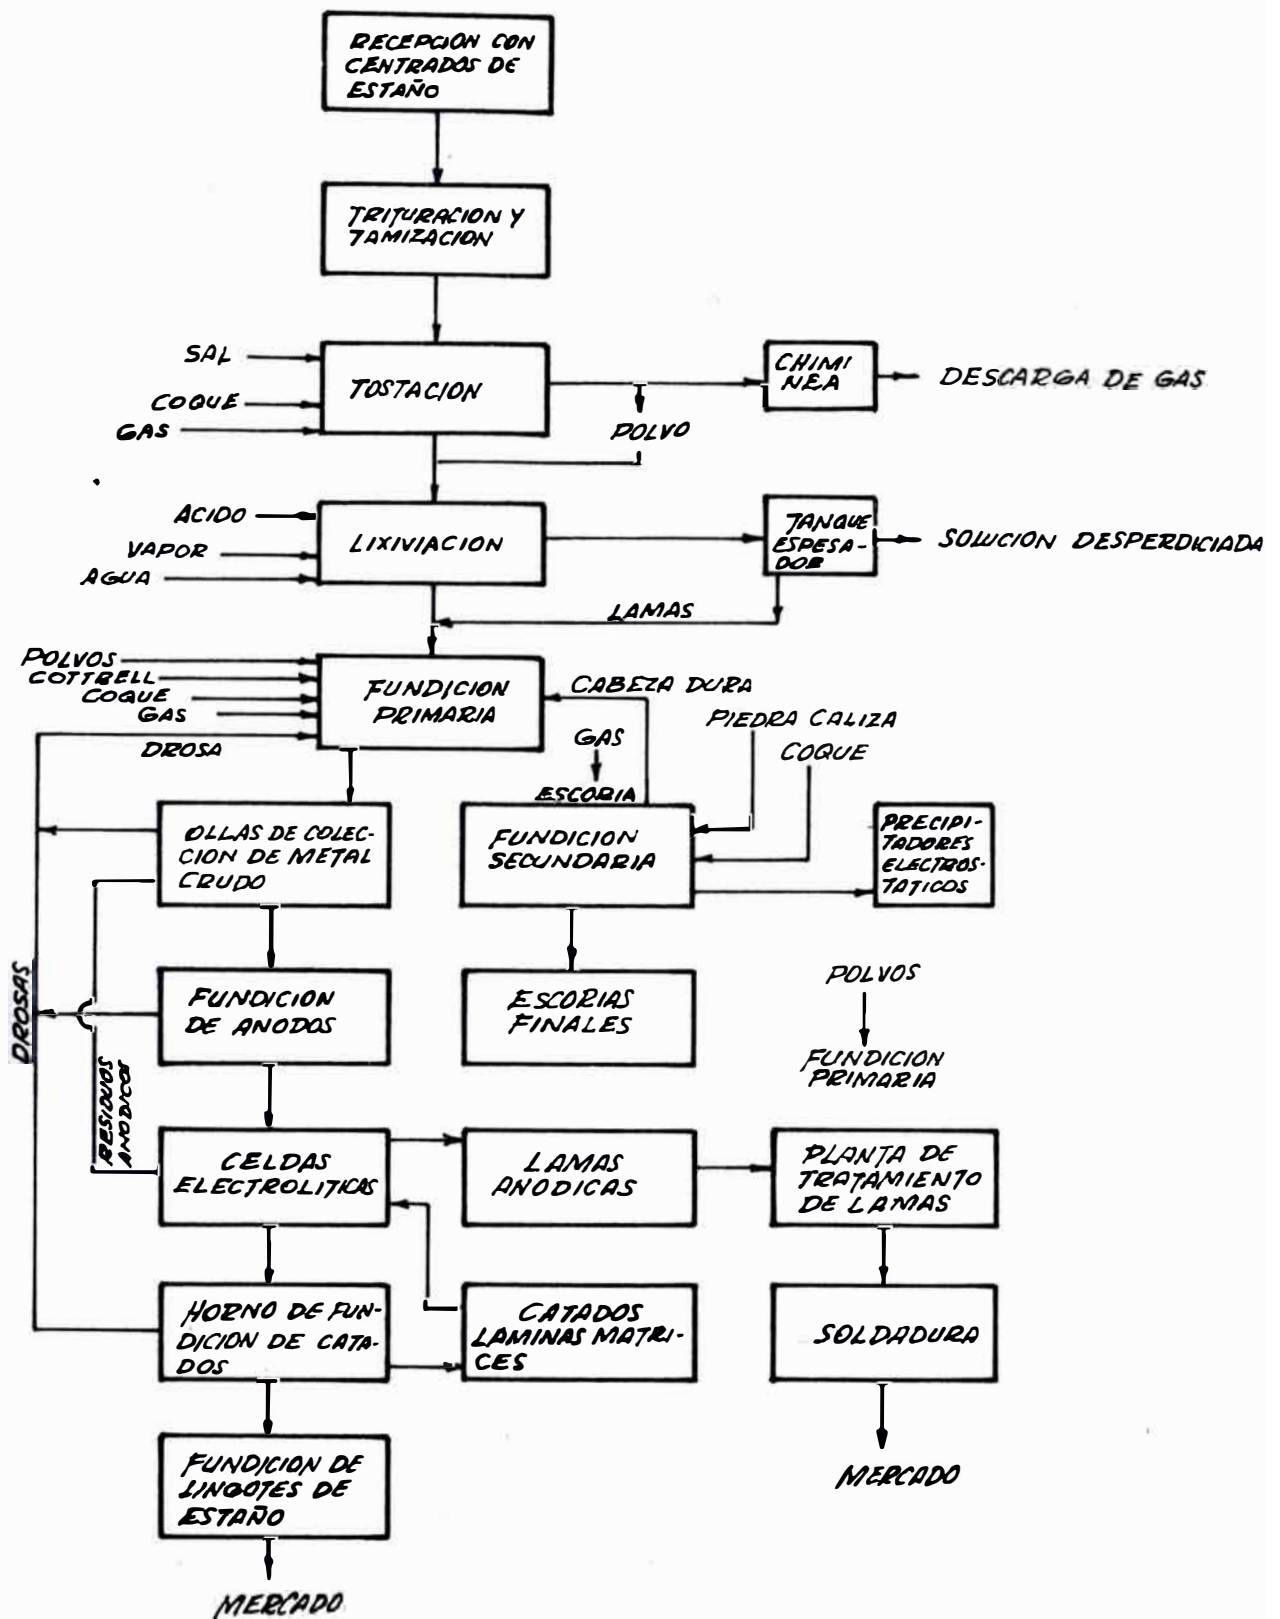 RECEPCION CON
CENTRADOS DE
ESTAÑO
TRITURACION Y
TAMIZACION
SAL
COQUE
GAS
TOSTACION
CHIMI
NEA
DESCARGA DE GAS
POLVO
ACIDO
VAPOR
AGUA
LIXIVIACION
TANQUE
ESPESA-
DOR
SOLUCION DESPERDICIADA
LAMAS
POLVOS
COTTRELL
COQUE
GAS
DROSA
FUNDICION
PRIMARIA
CABEZA DURA
PIEDRA CALIZA
COQUE
GAS
ESCORIA
OLLAS DE COLEC-
CION DE METAL
CRUDO
FUNDICION
SECUNDARIA
PRECIPI-
TADORES
ELECTROS-
TATICOS
DROSAS
FUNDICION
DE ANODOS
ESCORIAS
FINALES
POLVOS
FUNDICION
PRIMARIA
RESIDUOS
ANODICOS
CELDAS
ELECTROLITICAS
LAMAS
ANODICAS
PLANTA DE
TRATAMIENTO
DE LAMAS
HORNO DE FUN-
DICION DE CATA-
DOS
CATADOS
LAMINAS MATRI-
CES
SOLDADURA
FUNDICION DE
LINGOTES DE
ESTAÑO
MERCADO
MERCADO